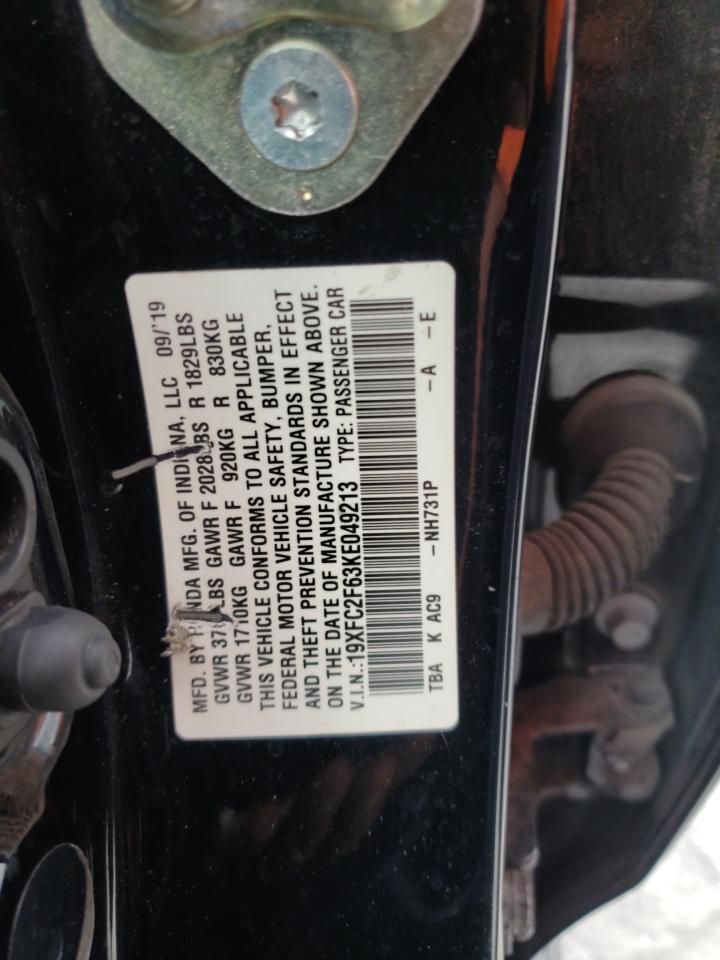 MFD. BY HONDA MFG. OF INDIANA, LLC 09/'19
GVWR GAWR F 2028LBS R 1829LBS
GVWR 1710KG GAWR F 920KG R 830KG
THIS VEHICLE CONFORMS TO ALL APPLICABLE
FEDERAL MOTOR VEHICLE SAFETY, BUMPER,
AND THEFT PREVENTION STANDARDS IN EFFECT
ON THE DATE OF MANUFACTURE SHOWN ABOVE.
V.I.N.:19XFC2F63KE049213 TYPE: PASSENGER CAR
TBA K AC9 –NH731P –A –E